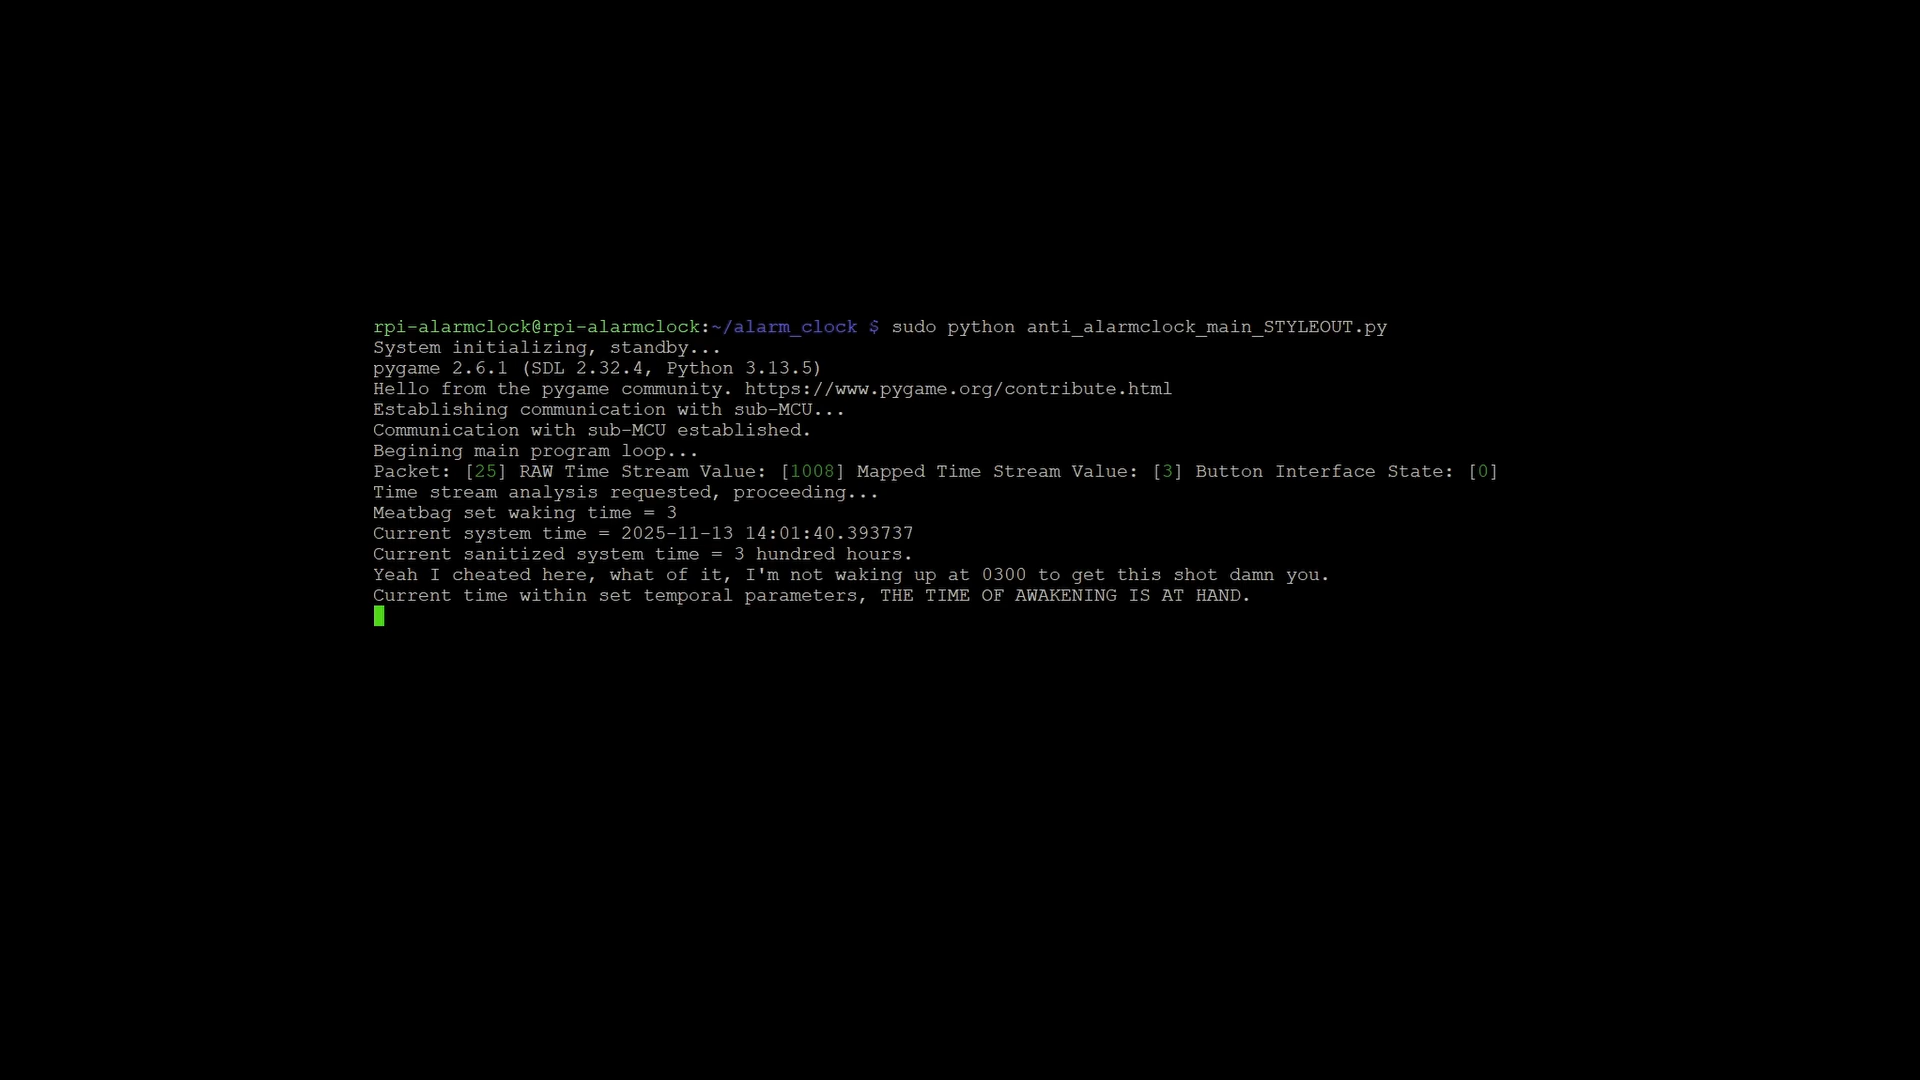 rpi-alarmclock@rpi-alarmclock:~/alarm_clock $ sudo python anti_alarmclock_main_STYLEOUT.py
System initializing, standby...
pygame 2.6.1 (SDL 2.32.4, Python 3.13.5)
Hello from the pygame community. https://www.pygame.org/contribute.html
Establishing communication with sub-MCU...
Communication with sub-MCU established.
Begining main program loop...
Packet: [25] RAW Time Stream Value: [1008] Mapped Time Stream Value: [3] Button Interface State: [0]
Time stream analysis requested, proceeding...
Meatbag set waking time = 3
Current system time = 2025-11-13 14:01:40.393737
Current sanitized system time = 3 hundred hours.
Yeah I cheated here, what of it, I'm not waking up at 0300 to get this shot damn you.
Current time within set temporal parameters, THE TIME OF AWAKENING IS AT HAND.